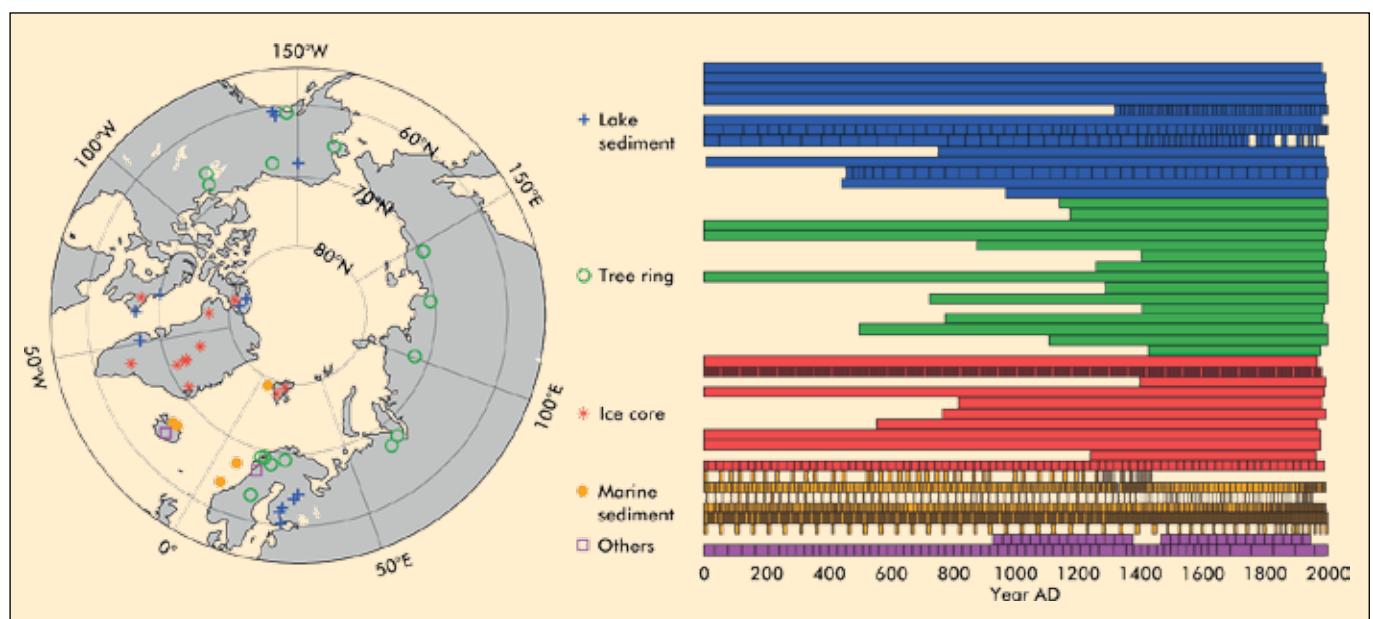 150°W
100°W
60°N
150°E
70°N
80°N
50°W
100°E
0°
50°E
Lake
sediment
Tree ring
Ice core
Marine
sediment
Others
0 200 400 600 800 1000 1200 1400 1600 1800 2000
Year AD